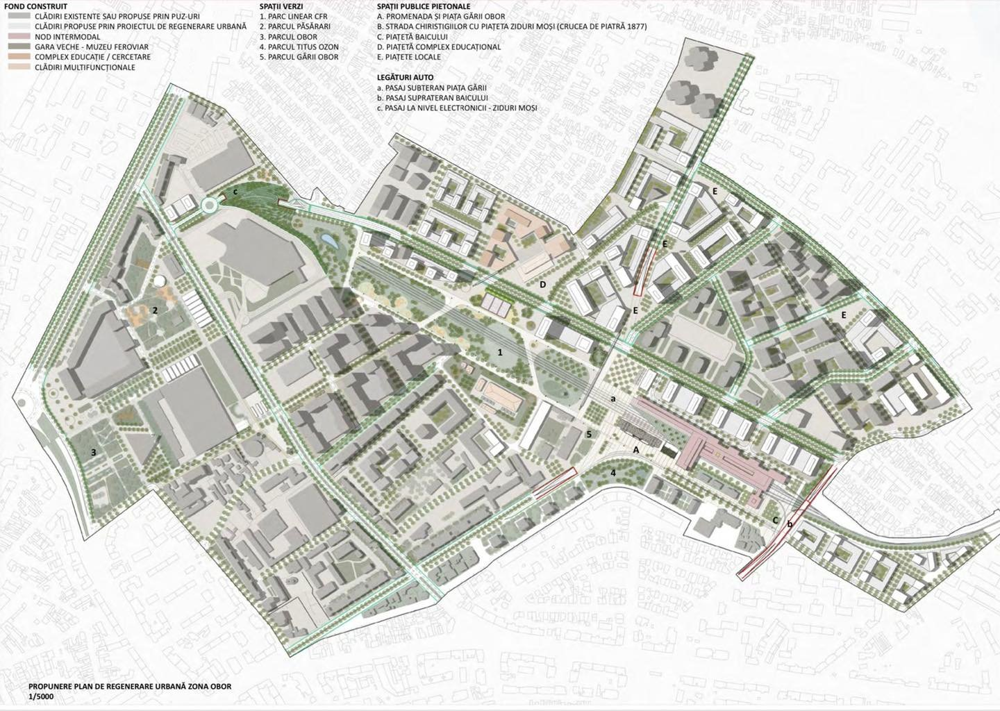 FOND CONSTRUIT
CLĂDIRI EXISTENTE SAU PROPUSE PRIN PUZ-URI
CLĂDIRI PROPUSE PRIN PROIECTUL DE REGENERARE URBANĂ
NOD INTERMODAL
GARA VECHE - MUZEU FEROVIAR
COMPLEX EDUCAȚIE / CERCETARE
CLĂDIRI MULTIFUNCȚIONALE
SPAȚII VERZI
1. PARC LINEAR CFR
2. PARCUL PĂSĂRARI
3. PARCUL OBOR
4. PARCUL TITUS OZON
5. PARCUL GĂRII OBOR
SPAȚII PUBLICE PIETONALE
A. PROMENADA ȘI PIAȚA GĂRII OBOR
B. STRADA CHIRISTIGIILOR CU PIAȚETA ZIDURI MOȘI (CRUCEA DE PIATRĂ 1877)
C. PIAȚETĂ BAICULUI
D. PIAȚETĂ COMPLEX EDUCAȚIONAL
E. PIAȚETE LOCALE
LEGĂTURI AUTO
a. PASAJ SUBTERAN PIAȚA GĂRII
b. PASAJ SUPRATERAN BAICULUI
c. PASAJ LA NIVEL ELECTRONICII - ZIDURI MOȘI
c
E
E
D
E
E
2
1
a
5
A
3
4
C
b
PROPUNERE PLAN DE REGENERARE URBANĂ ZONA OBOR
1/5000